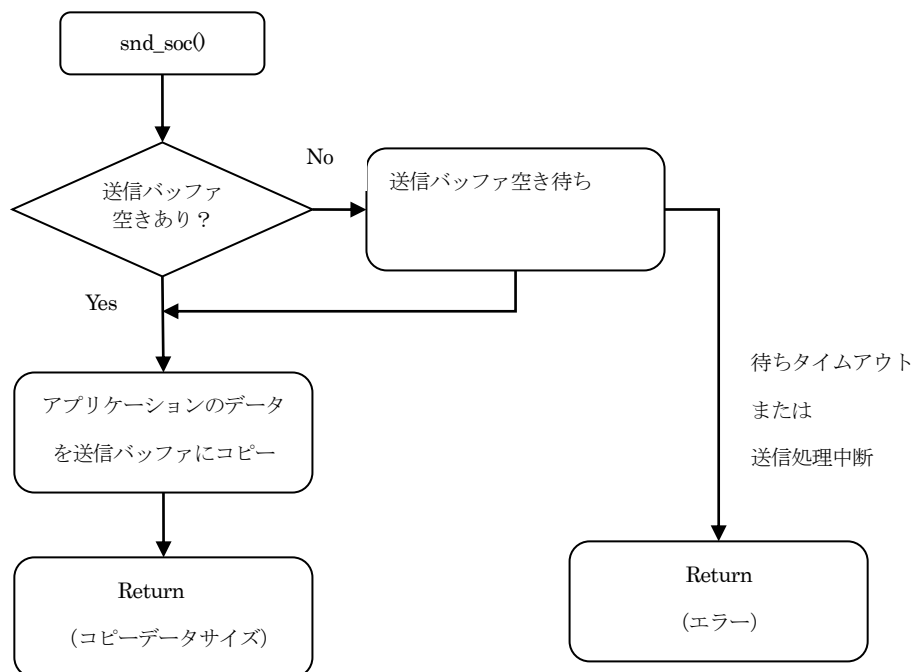 snd_soc()
送信バッファ
空きあり？
No
送信バッファ空き待ち
Yes
アプリケーションのデータ
を送信バッファにコピー
待ちタイムアウト
または
送信処理中断
Return
（コピーデータサイズ）
Return
（エラー）